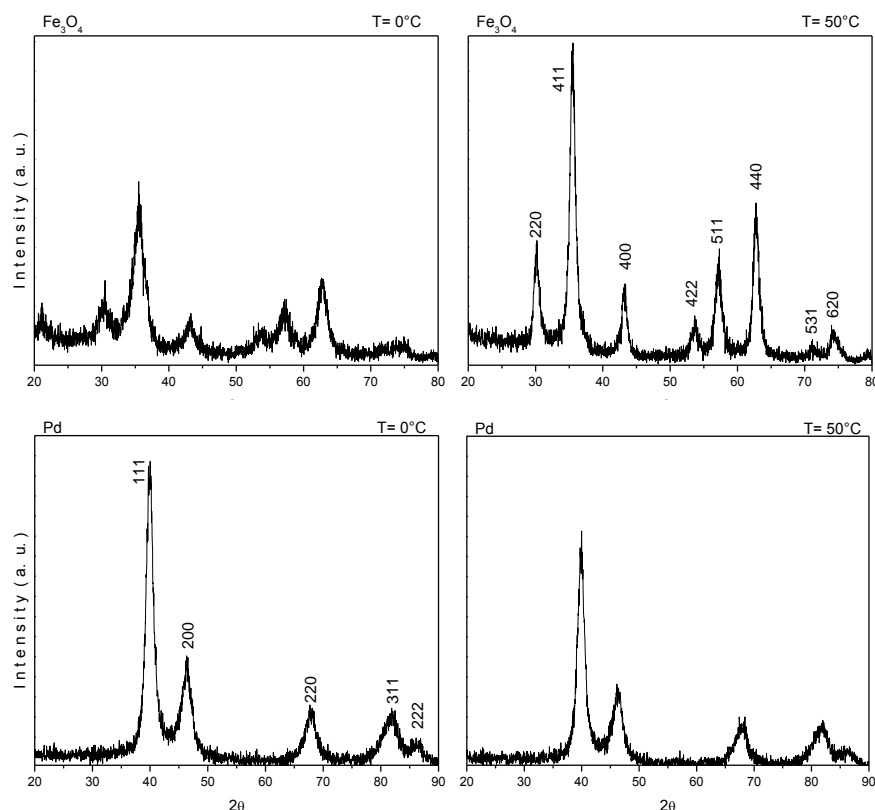 Fe₃O₄ T= 0°C
Intensity (a. u.)
20 30 40 50 60 70 80
Fe₃O₄ T= 50°C
220 411 400 422 511 440 531 620
20 30 40 50 60 70 80
Pd T= 0°C
Intensity (a. u.)
111 200 220 311 222
20 30 40 50 60 70 80 90
2θ
Pd T= 50°C
20 30 40 50 60 70 80 90
2θ